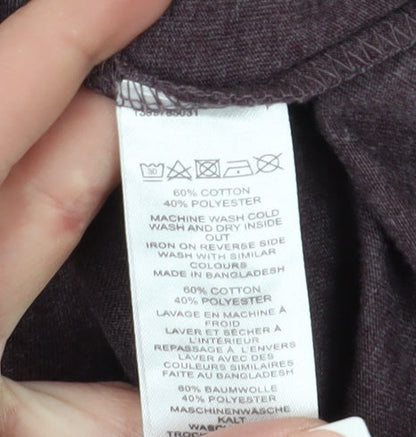 30
60% COTTON
40% POLYESTER
MACHINE WASH COLD
WASH AND DRY INSIDE
OUT
IRON ON REVERSE SIDE
WASH WITH SIMILAR
COLOURS
MADE IN BANGLADESH
60% COTTON
40% POLYESTER
LAVAGE EN MACHINE À
FROID
LAVER ET SÉCHER À
L'INTÉRIEUR
REPASSAGE À L'ENVERS
LAVER AVEC DES
COULEURS SIMILAIRES
FAITE AU BANGLADESH
60% BAUMWOLLE
40% POLYESTER
MASCHINENWÄSCHE
KALT